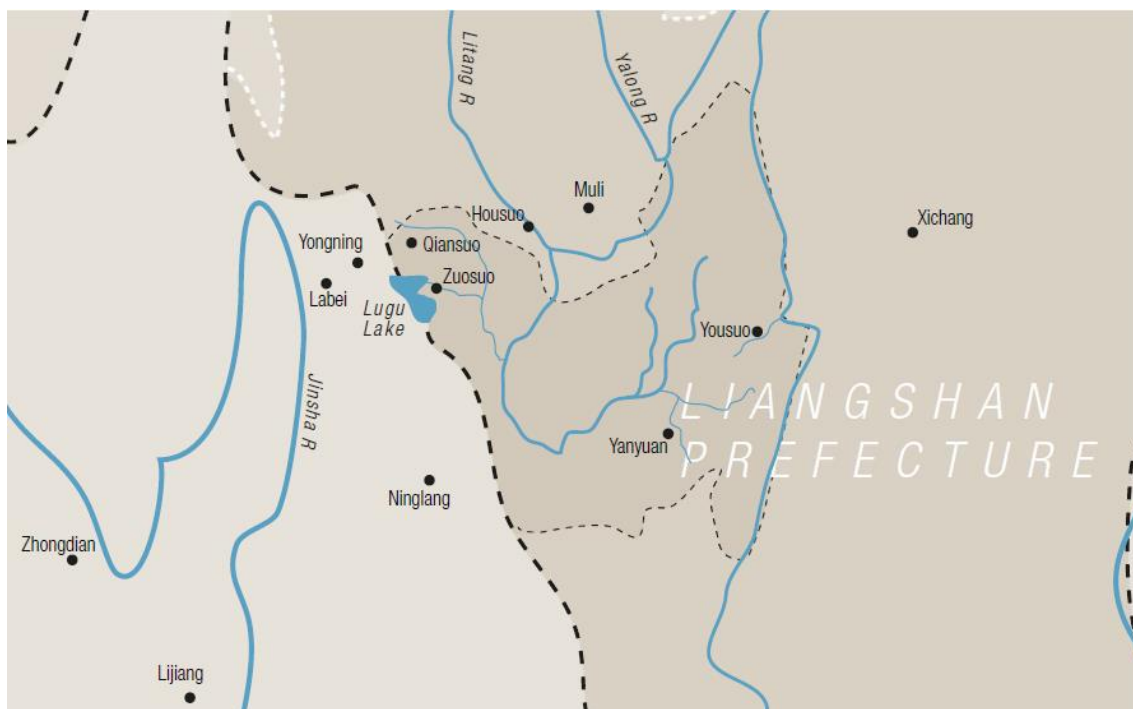 Litang R
Yalong R
Muli
Housuo
Xichang
Yongning
Qiansuo
Labei
Zuosuo
Lugu
Lake
Yousuo
Jinsha R
LIANGSHAN
PREFECTURE
Yanyuan
Ninglang
Zhongdian
Lijiang